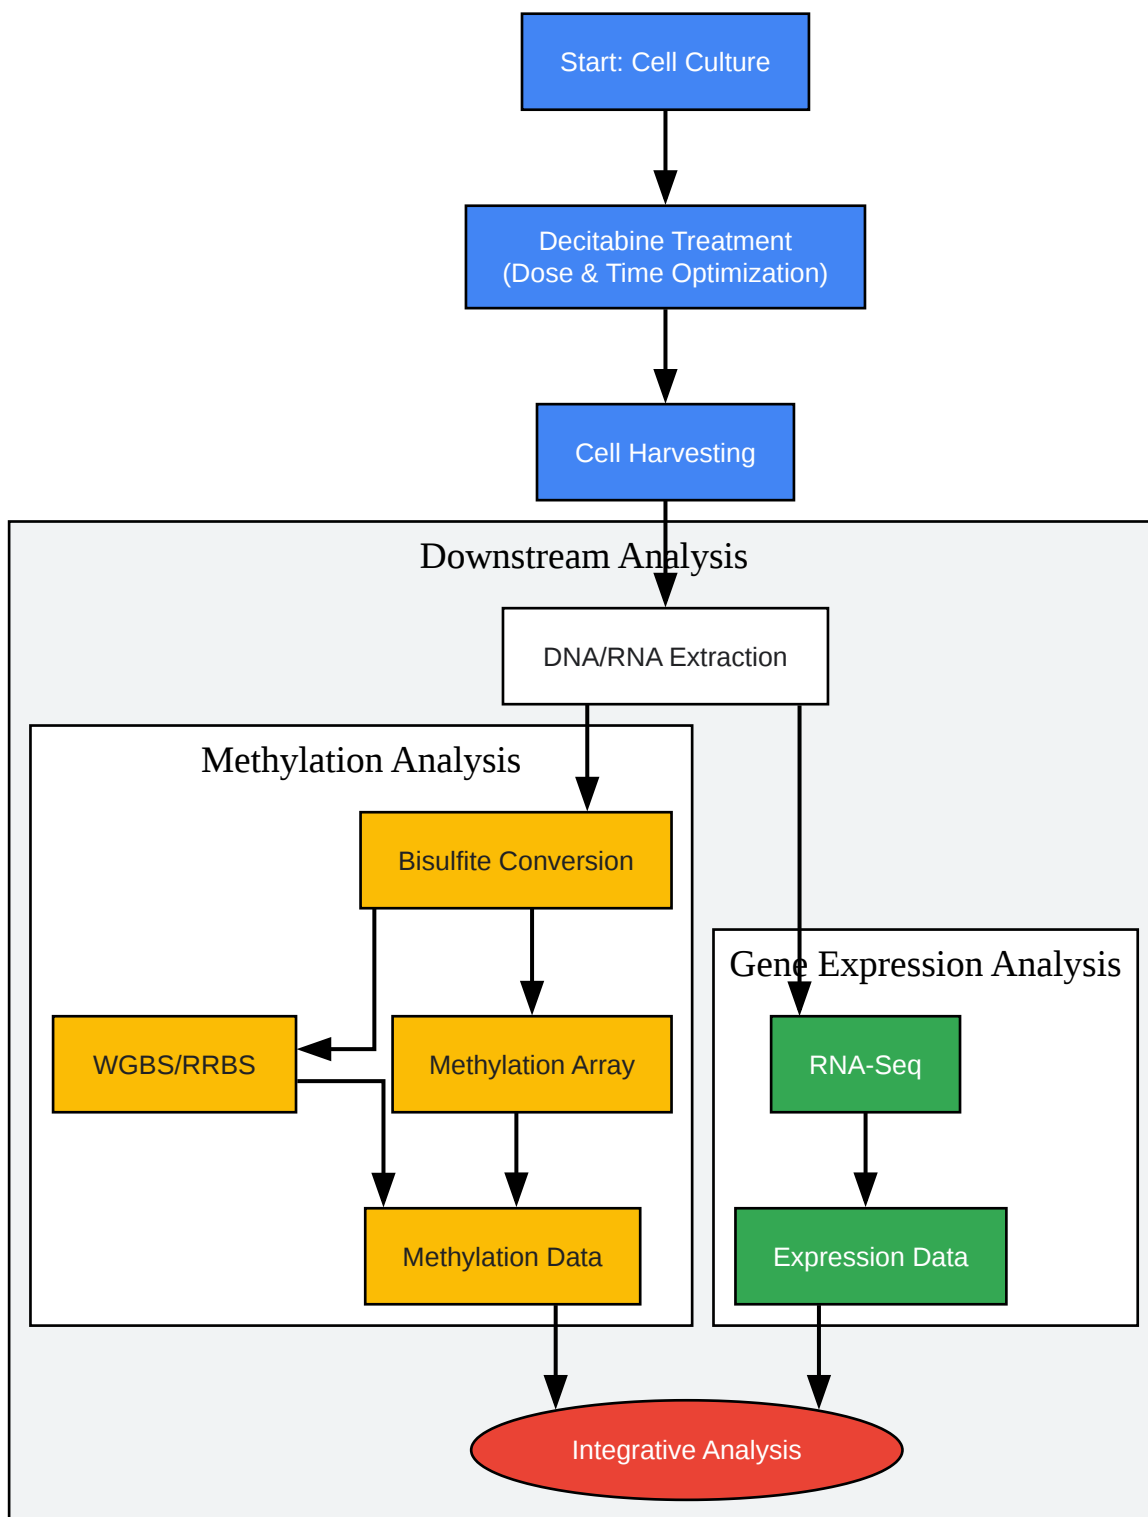 Start: Cell Culture
Decitabine Treatment
(Dose & Time Optimization)
Cell Harvesting
Downstream Analysis
DNA/RNA Extraction
Methylation Analysis
Bisulfite Conversion
Gene Expression Analysis
WGBS/RRBS
Methylation Array
RNA-Seq
Methylation Data
Expression Data
Integrative Analysis